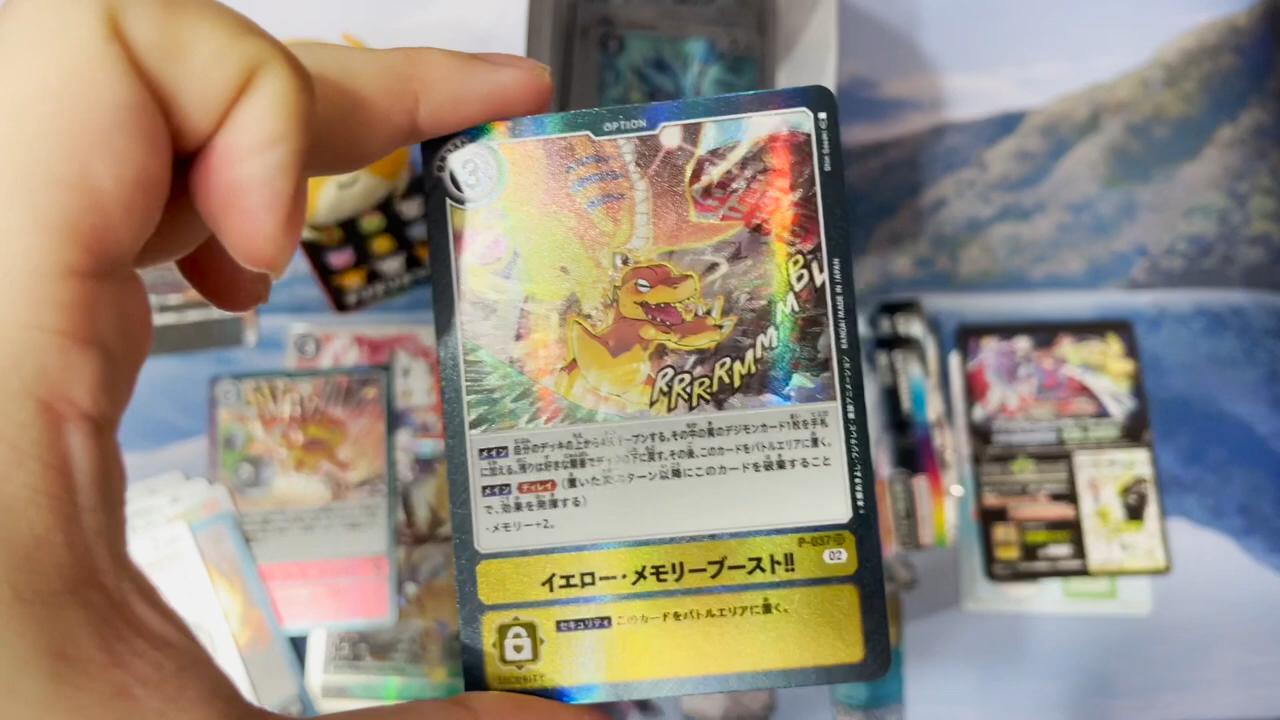 OPTION
3
RRRRMMMMBL
メイン 自分のデッキの上から4枚オープンする。その中の黄のデジモンカード1枚を手札
に加える。残りは好きな順番でデッキの下に戻す。その後、このカードをバトルエリアに置く。
メイン ディレイ (置いた次のターン以降にこのカードを破棄すること
で、効果を発揮する)
・メモリー+2。
P-037
02
イエロー・メモリーブースト!!
セキュリティ このカードをバトルエリアに置く。
SECURITY
BANDAI MADE IN JAPAN